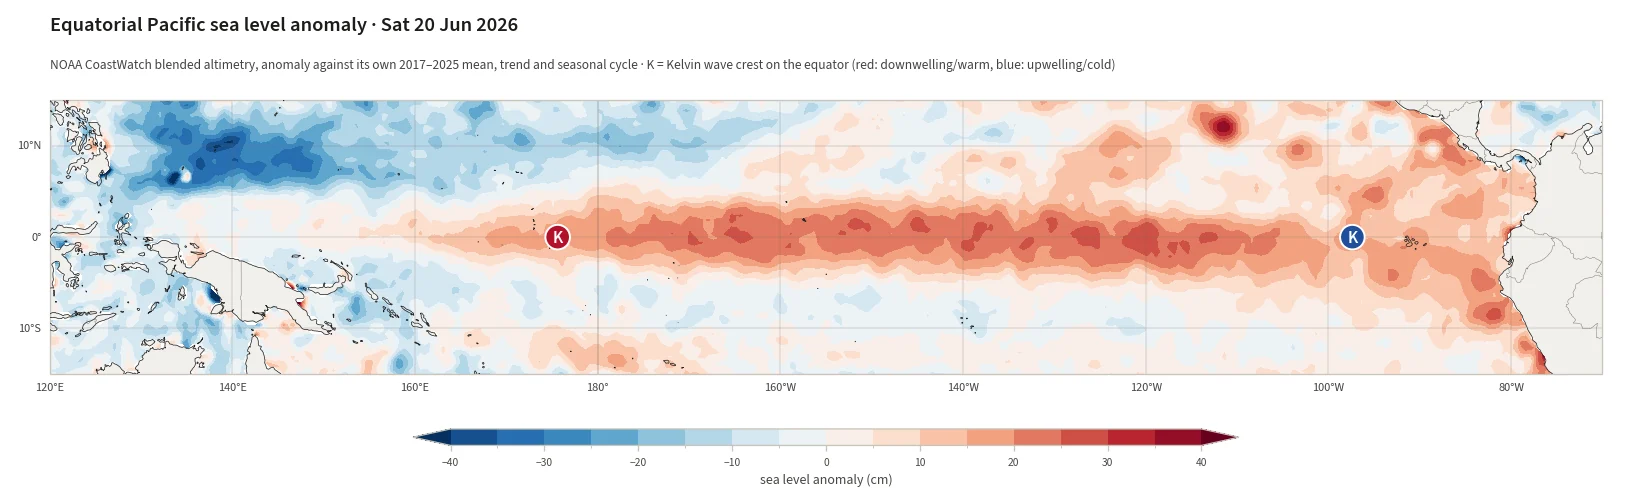 Equatorial Pacific sea level anomaly · Sat 20 Jun 2026
NOAA CoastWatch blended altimetry, anomaly against its own 2017–2025 mean, trend and seasonal cycle · K = Kelvin wave crest on the equator (red: downwelling/warm, blue: upwelling/cold)
10°N
0°
K
K
10°S
120°E 140°E 160°E 180° 160°W 140°W 120°W 100°W 80°W
−40 −30 −20 −10 0 10 20 30 40
sea level anomaly (cm)